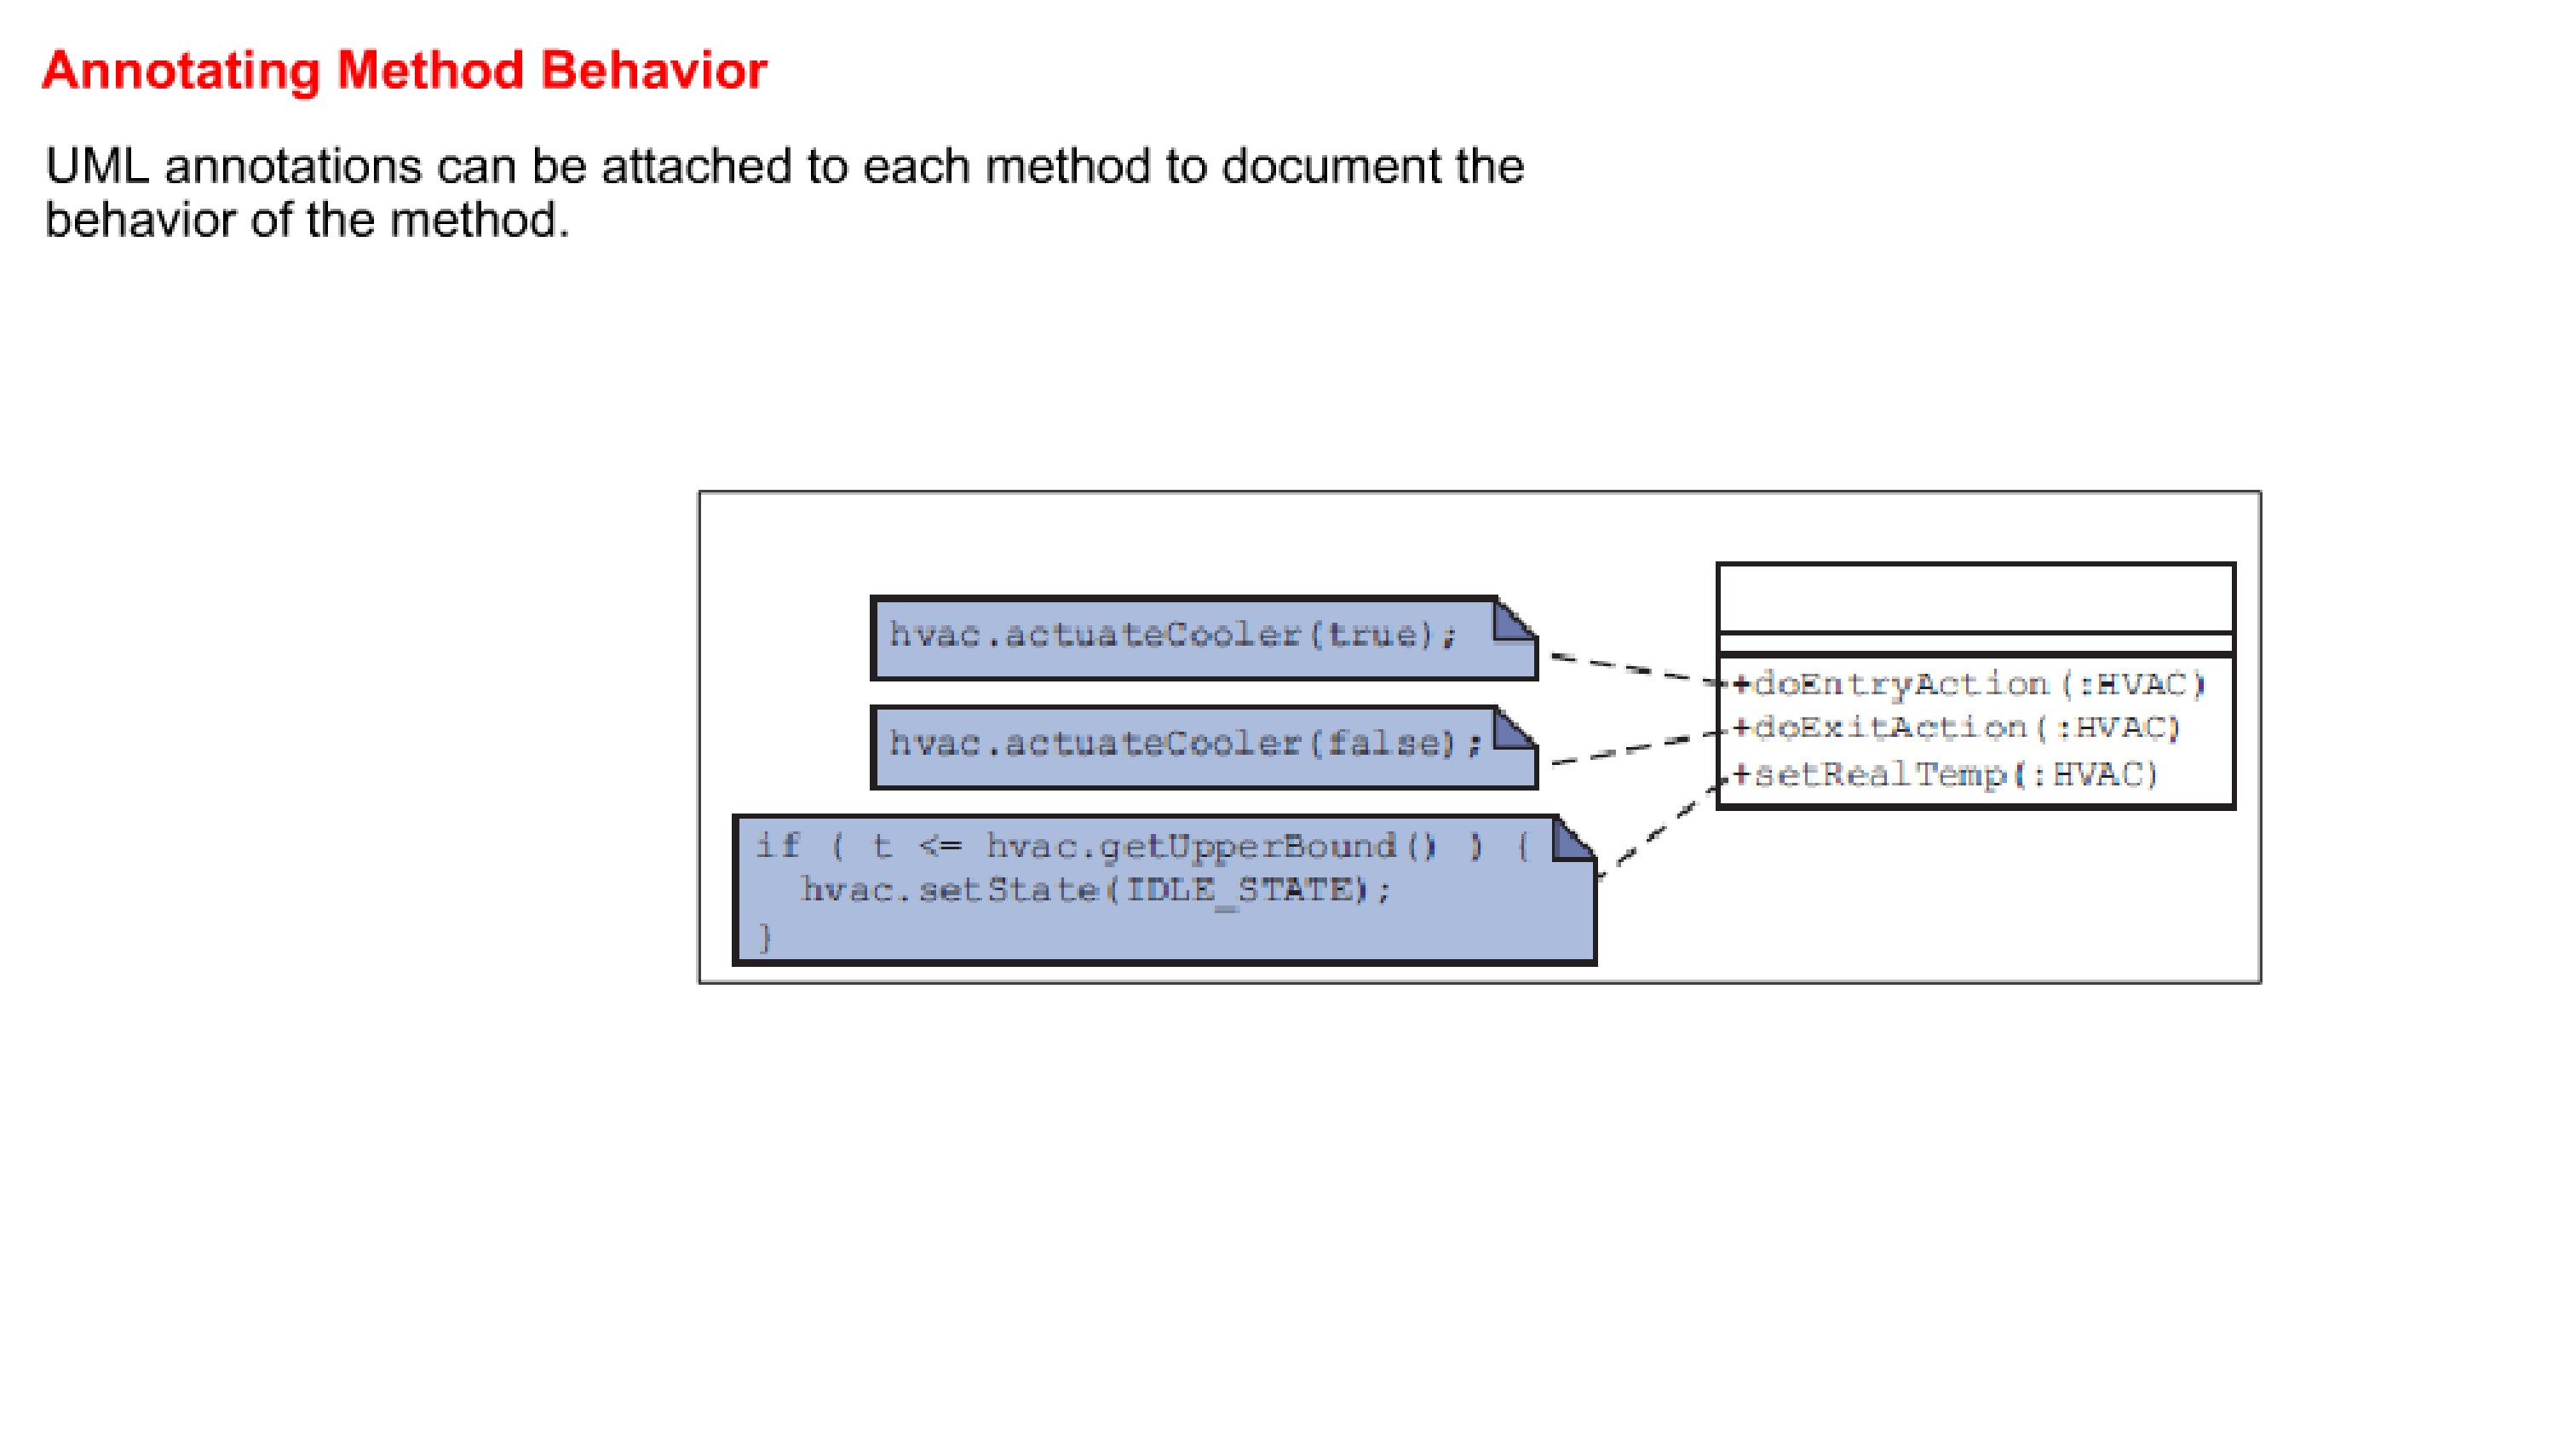 Annotating Method Behavior
UML annotations can be attached to each method to document the
behavior of the method.
hvac.actuateCooler(true);
hvac.actuateCooler(false);
if ( t <= hvac.getUpperBound() ) {
hvac.setState(IDLE_STATE);
}
+doEntryAction(:HVAC)
+doExitAction(:HVAC)
+setRealTemp(:HVAC)